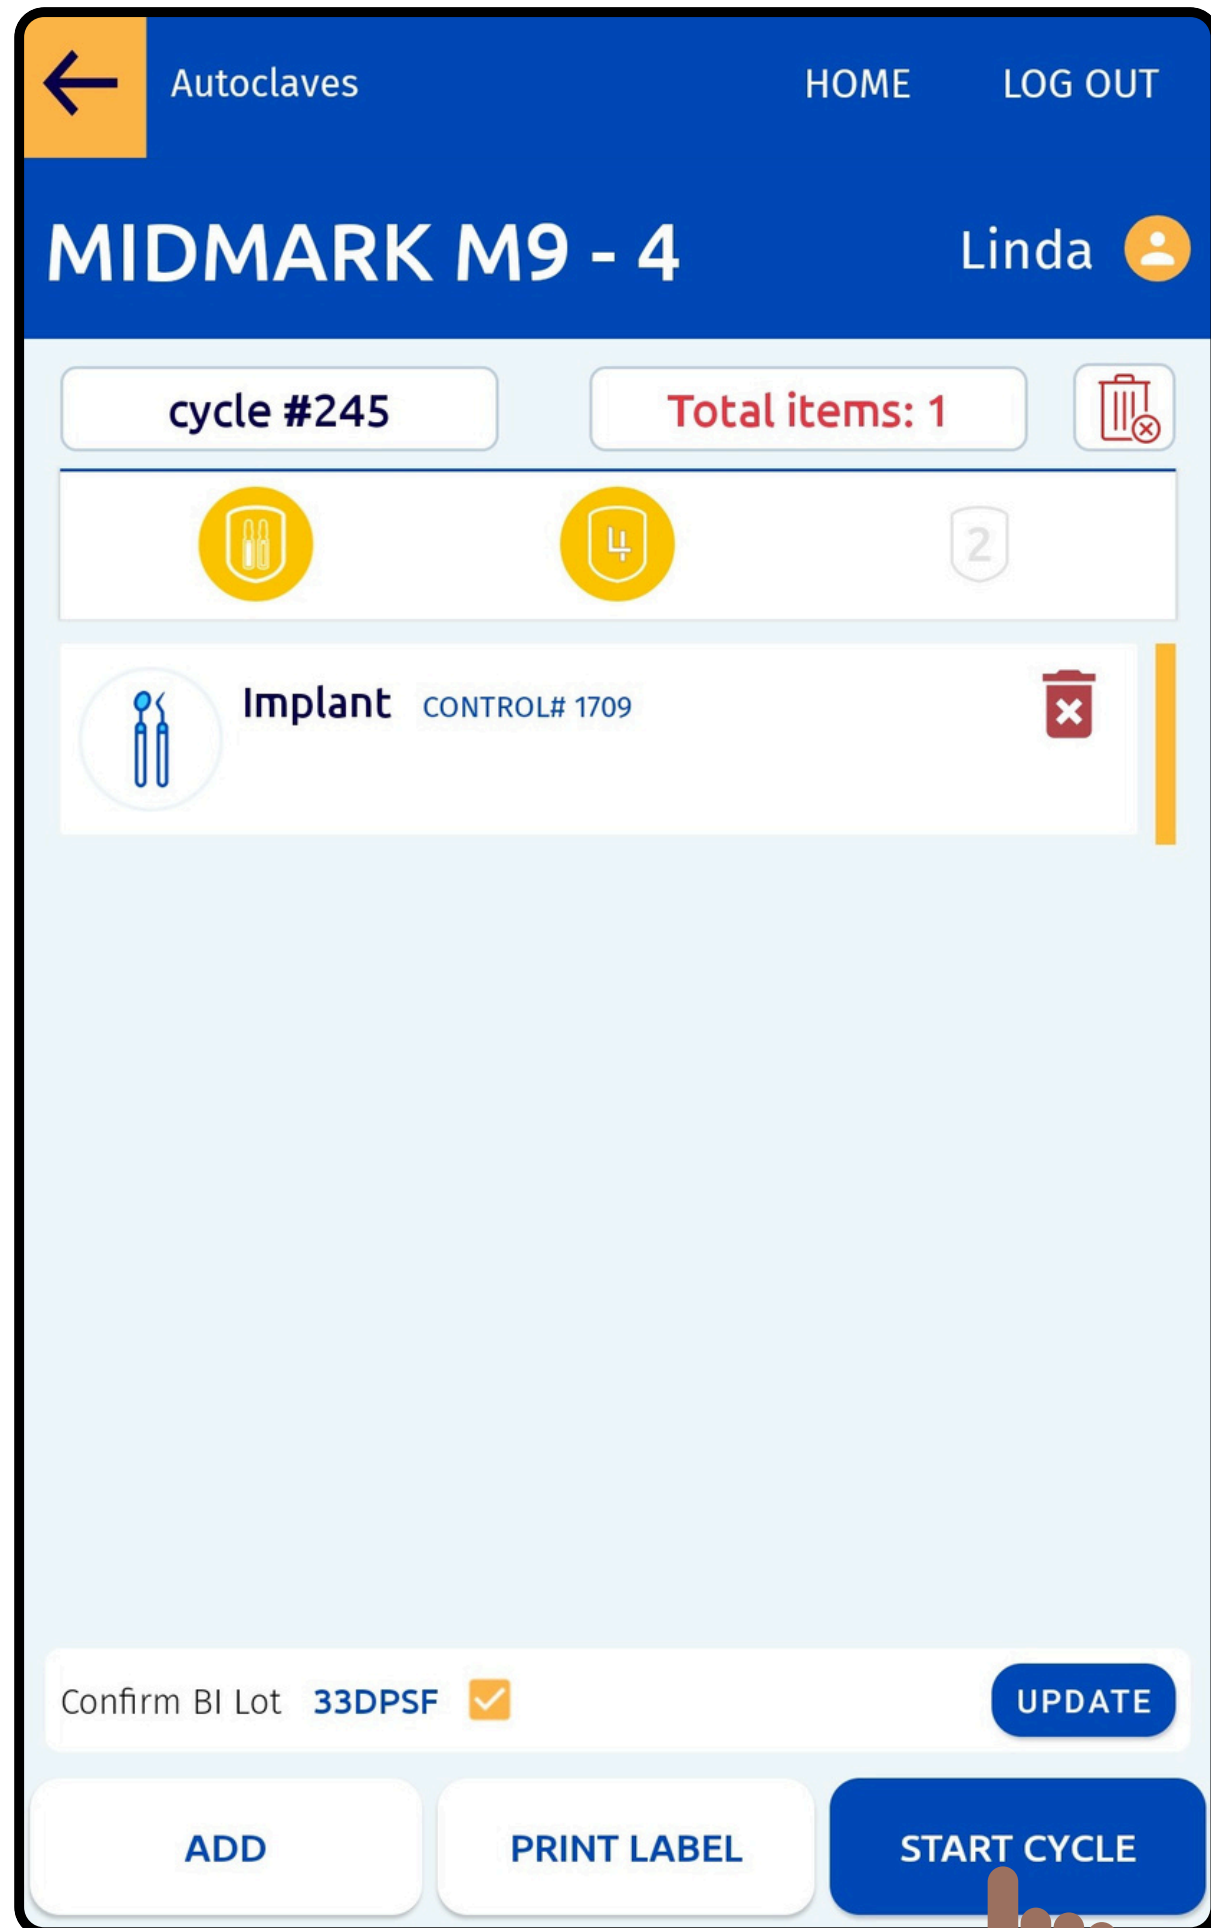 Autoclaves HOME LOG OUT
MIDMARK M9 - 4 Linda
cycle #245 Total items: 1
4 2
Implant CONTROL# 1709
Confirm BI Lot 33DPSF UPDATE
ADD PRINT LABEL START CYCLE